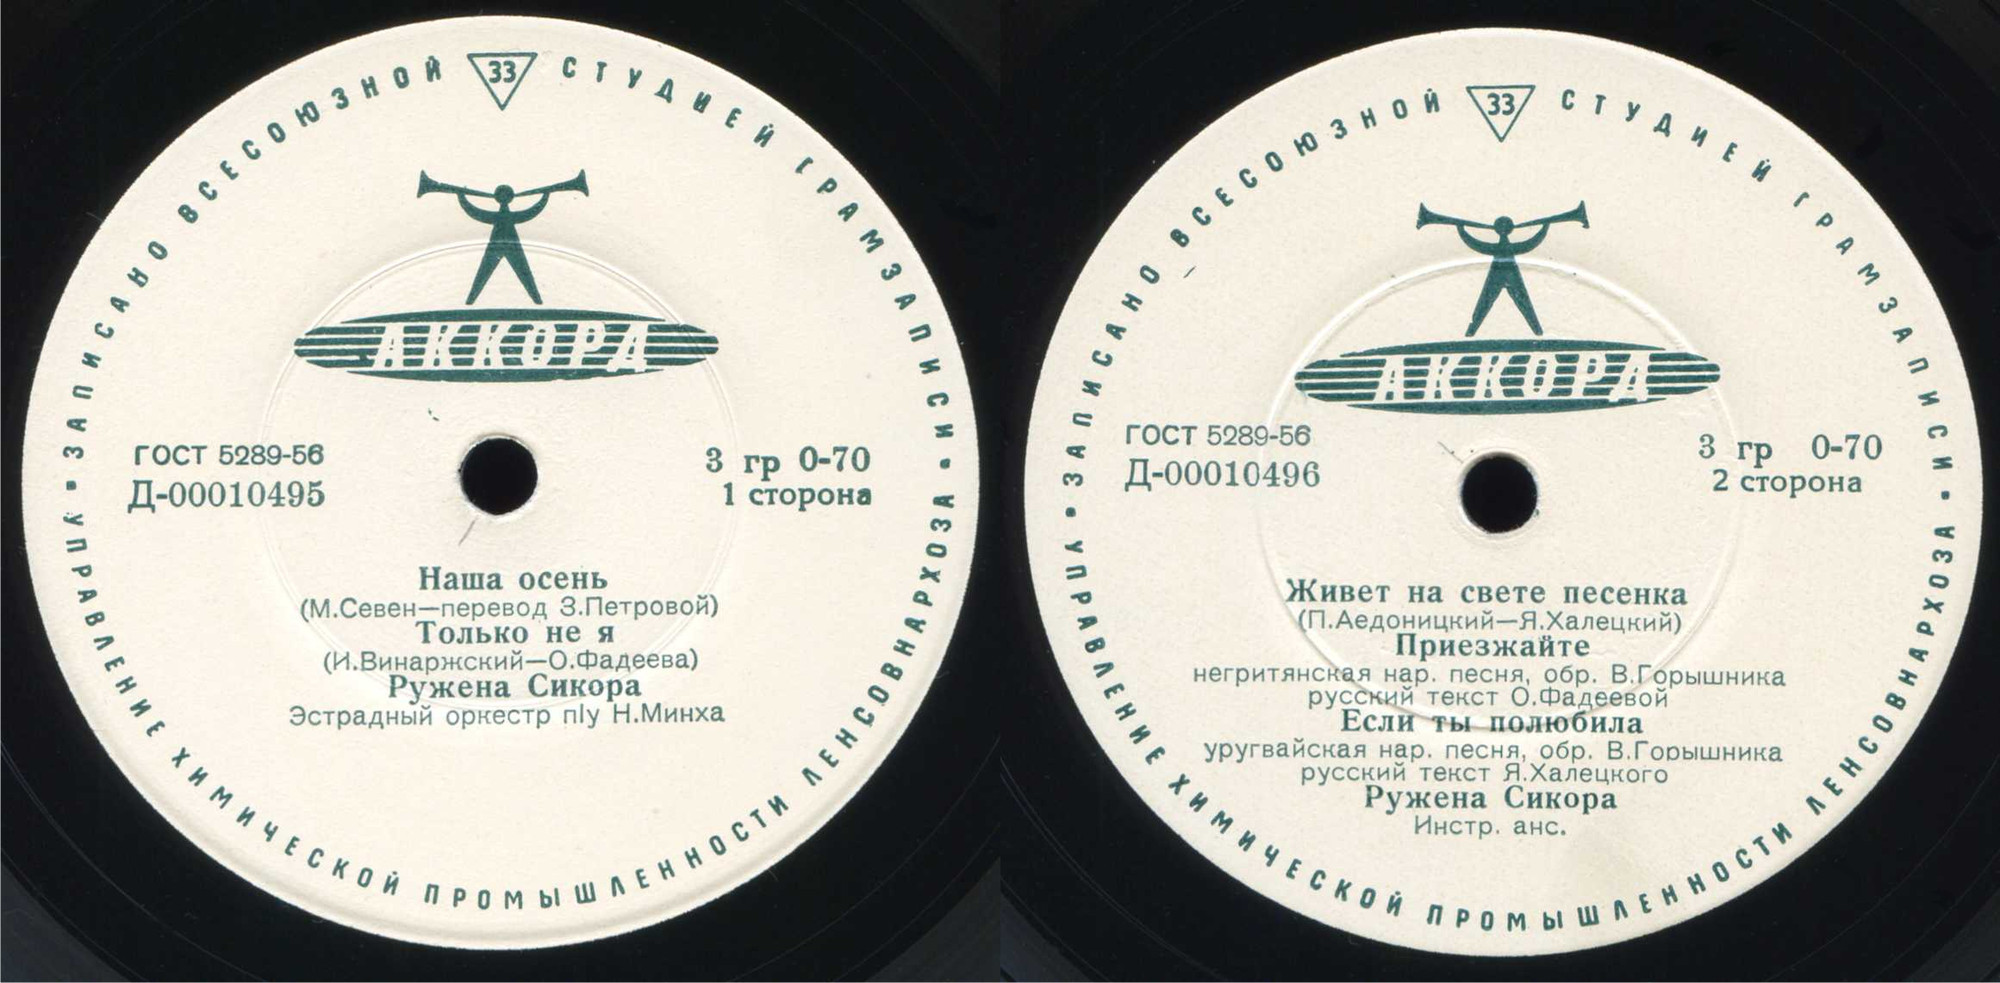 ЗАПИСАНО ВСЕСОЮЗНОЙ 33 СТУДИЕЙ ГРАМЗАПИСИ
АККОРД
ГОСТ 5289-56
Д-00010495
3 гр 0-70
1 сторона
Наша осень
(М.Севен—перевод З.Петровой)
Только не я
(И.Винаржский—О.Фадеева)
Ружена Сикора
Эстрадный оркестр п/у Н.Минха
УПРАВЛЕНИЕ ХИМИЧЕСКОЙ ПРОМЫШЛЕННОСТИ ЛЕНСОВНАРХОЗА
ЗАПИСАНО ВСЕСОЮЗНОЙ 33 СТУДИЕЙ ГРАМЗАПИСИ
АККОРД
ГОСТ 5289-56
Д-00010496
3 гр 0-70
2 сторона
Живет на свете песенка
(П.Аедоницкий—Я.Халецкий)
Приезжайте
негритянская нар. песня, обр. В.Горышника
русский текст О.Фадеевой
Если ты полюбила
уругвайская нар. песня, обр. В.Горышника
русский текст Я.Халецкого
Ружена Сикора
Инстр. анс.
УПРАВЛЕНИЕ ХИМИЧЕСКОЙ ПРОМЫШЛЕННОСТИ ЛЕНСОВНАРХОЗА